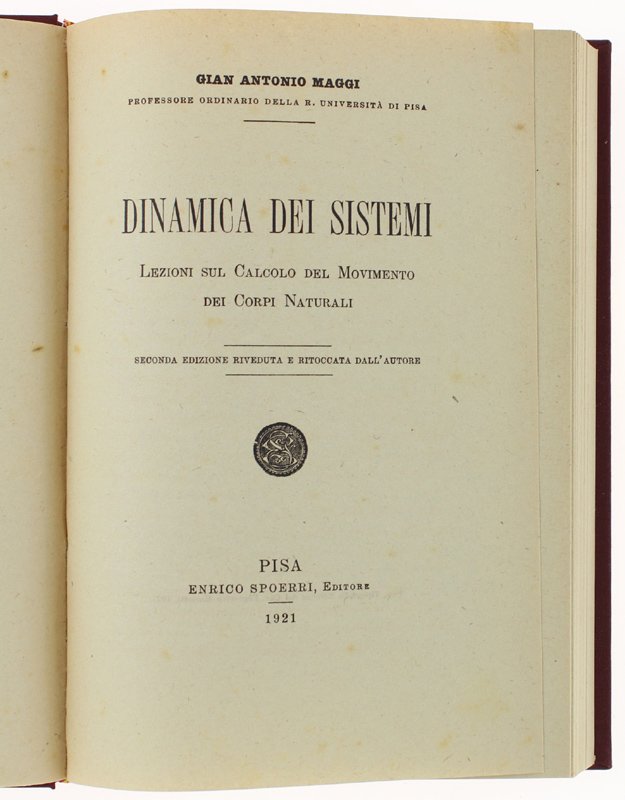 GIAN ANTONIO MAGGI
PROFESSORE ORDINARIO DELLA R. UNIVERSITÀ DI PISA
DINAMICA DEI SISTEMI
LEZIONI SUL CALCOLO DEL MOVIMENTO
DEI CORPI NATURALI
SECONDA EDIZIONE RIVEDUTA E RITOCCATA DALL'AUTORE
PISA
ENRICO SPOERRI, EDITORE
1921